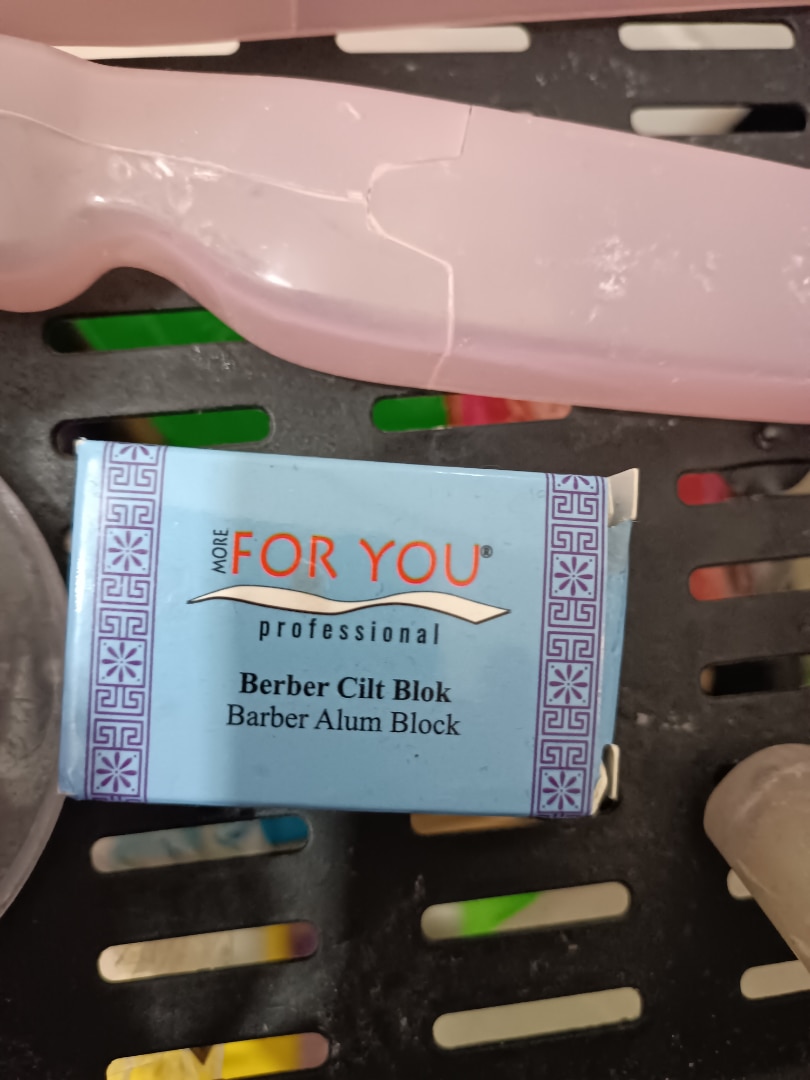 MORE FOR YOU®
professional
Berber Cilt Blok
Barber Alum Block